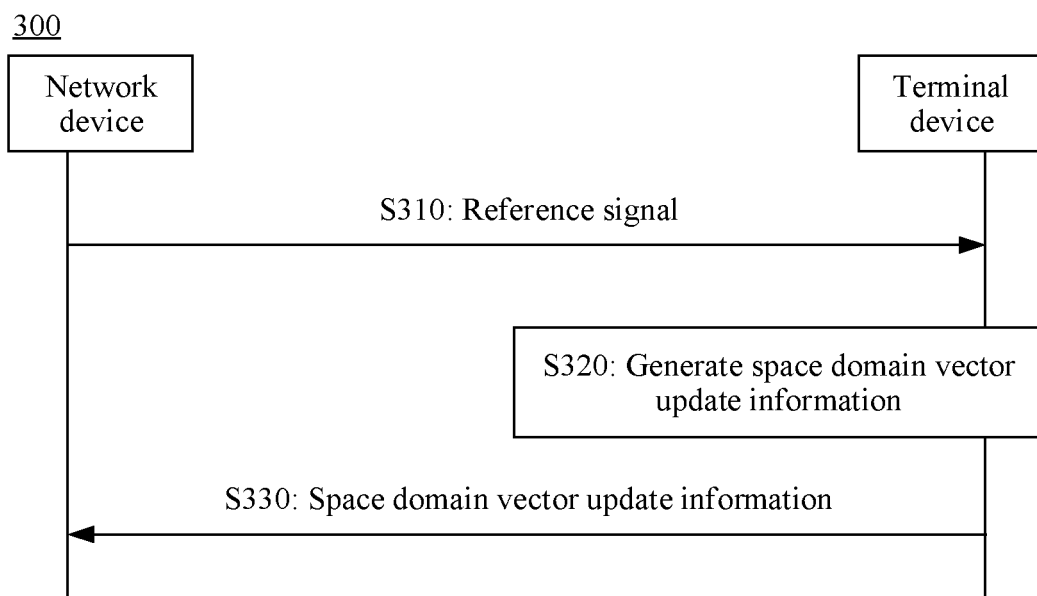 300
Network
device
Terminal
device
S310: Reference signal
S320: Generate space domain vector
update information
S330: Space domain vector update information